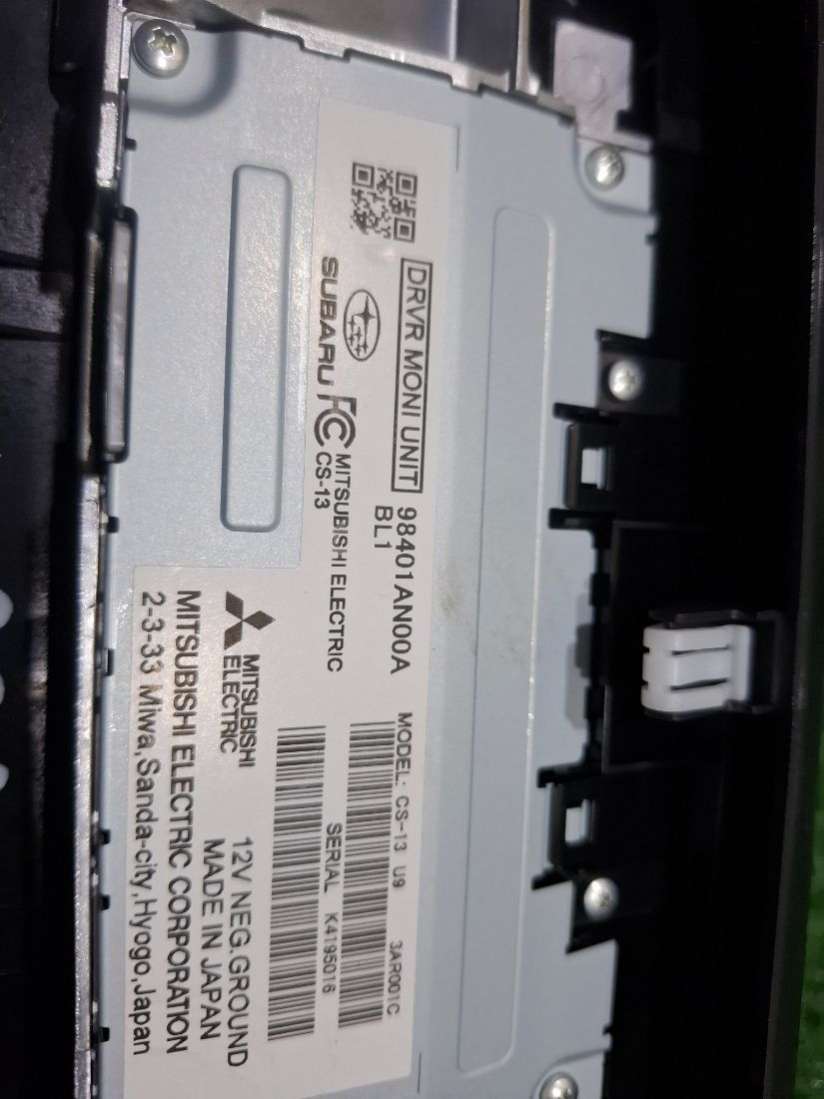 DRVR MONI UNIT 98401AN00A MODEL: CS-13 U9 3AR001C
BL1
SUBARU FC MITSUBISHI ELECTRIC
CS-13
SERIAL K4195016
MITSUBISHI
ELECTRIC
12V NEG.GROUND
MADE IN JAPAN
MITSUBISHI ELECTRIC CORPORATION
2-3-33 Miwa,Sanda-city,Hyogo,Japan